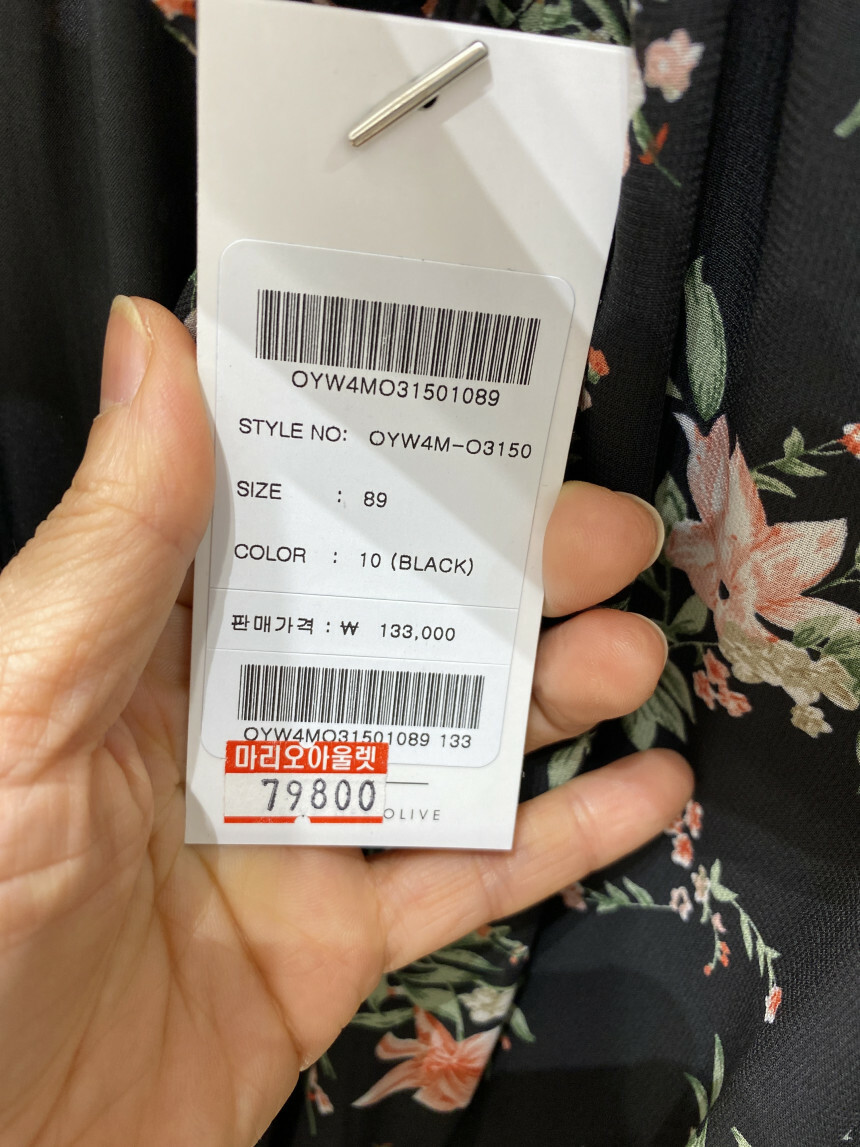 OYW4MO31501089
STYLE NO: OYW4M-O3150
SIZE : 89
COLOR : 10 (BLACK)
판매가격 : ₩ 133,000
OYW4MO31501089 133
마리오아울렛
79800
OLIVE